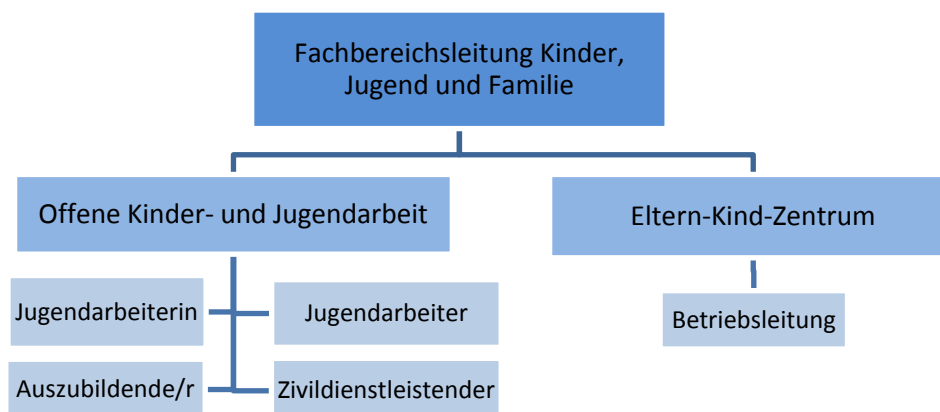 Fachbereichsleitung Kinder,
Jugend und Familie
Offene Kinder- und Jugendarbeit
Eltern-Kind-Zentrum
Jugendarbeiterin
Jugendarbeiter
Betriebsleitung
Auszubildende/r
Zivildienstleistender